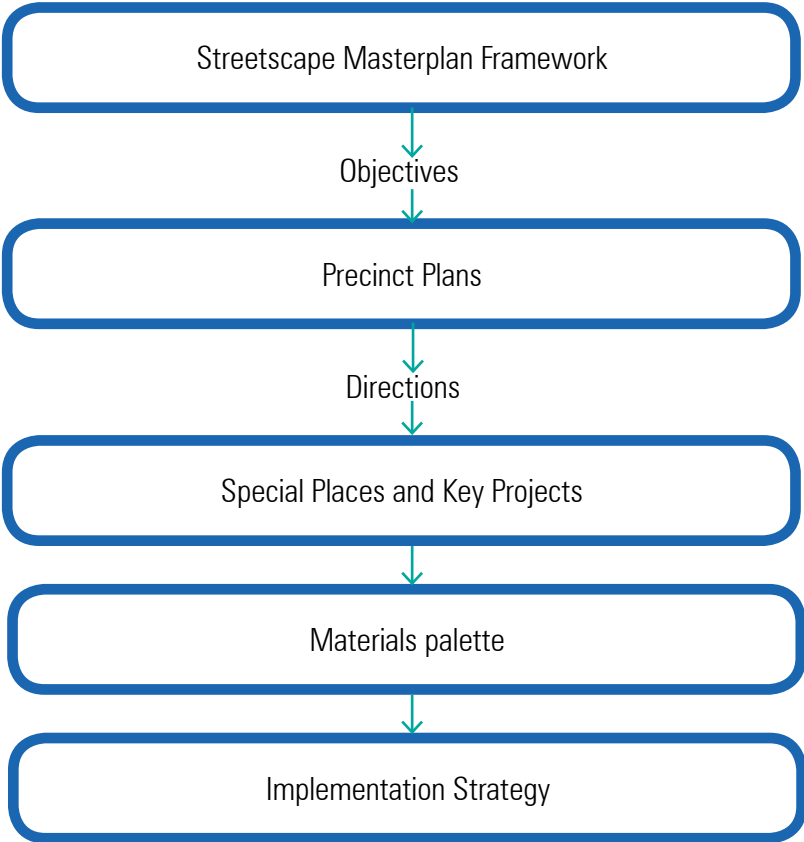 Streetscape Masterplan Framework
Objectives
Precinct Plans
Directions
Special Places and Key Projects
Materials palette
Implementation Strategy